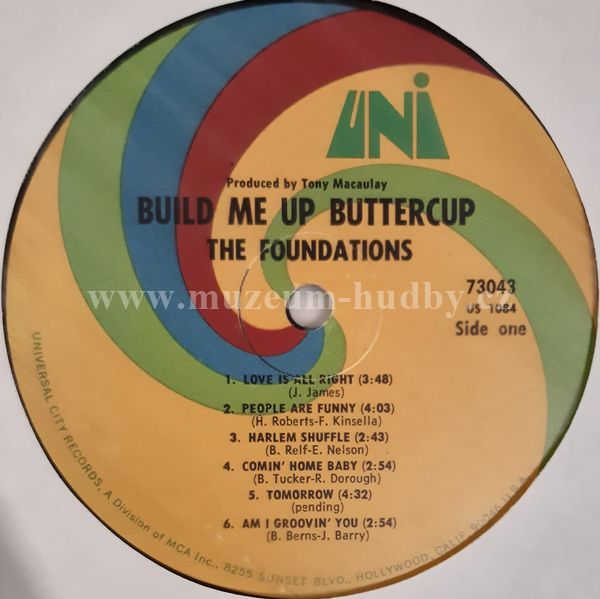 UNI
Produced by Tony Macaulay
BUILD ME UP BUTTERCUP
THE FOUNDATIONS
www.muzeum-hudby.cz
73043
US 1084
Side one
1. LOVE IS ALL RIGHT (3:48)
(J. James)
2. PEOPLE ARE FUNNY (4:03)
(H. Roberts-F. Kinsella)
3. HARLEM SHUFFLE (2:43)
(B. Relf-E. Nelson)
4. COMIN' HOME BABY (2:54)
(B. Tucker-R. Dorough)
5. TOMORROW (4:32)
(pending)
6. AM I GROOVIN' YOU (2:54)
(B. Berns-J. Barry)
UNIVERSAL CITY RECORDS, A Division of MCA Inc., 8255 SUNSET BLVD., HOLLYWOOD, CALIF. 90046 U.S.A.